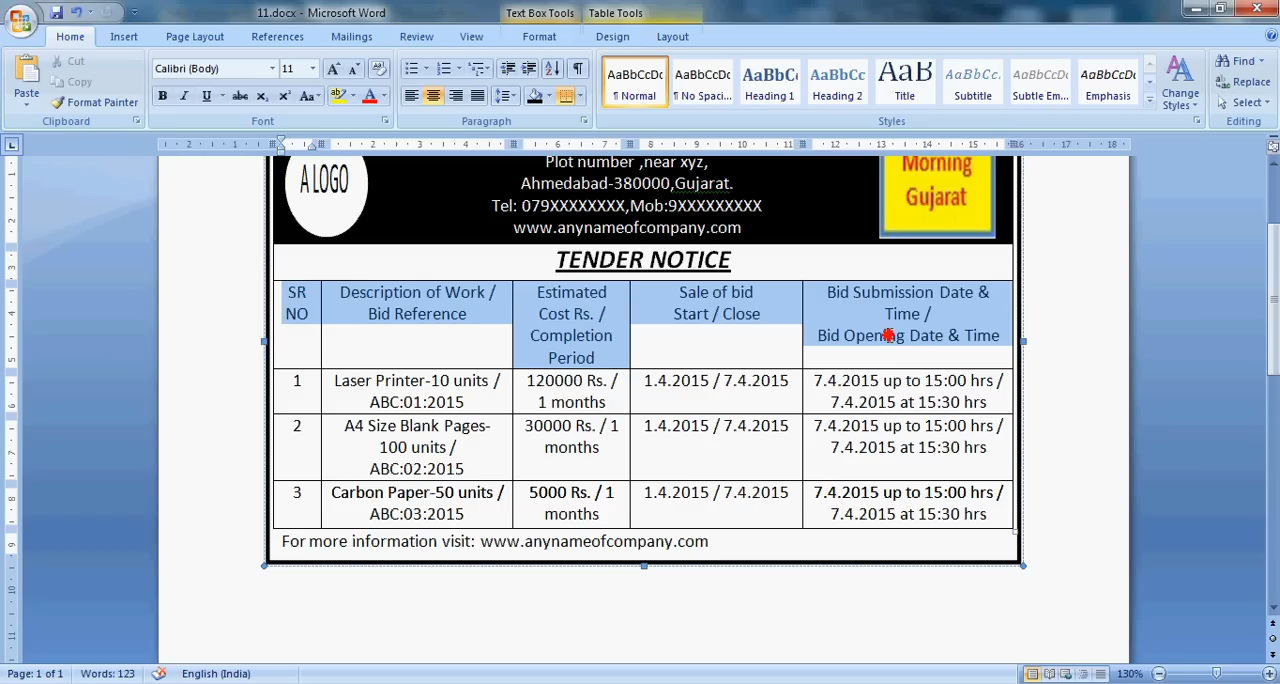 11.docx - Microsoft Word
Text Box Tools
Table Tools
Home
Insert
Page Layout
References
Mailings
Review
View
Format
Design
Layout
Paste
Cut
Copy
Format Painter
Clipboard
Calibri (Body)
11
Font
Paragraph
AaBbCcDc
¶ Normal
AaBbCcDc
¶ No Spaci...
AaBbC
Heading 1
AaBbCc
Heading 2
AaB
Title
AaBbCc.
Subtitle
AaBbCcDc
Subtle Em...
AaBbCcDc
Emphasis
Change
Styles
Styles
Find
Replace
Select
Editing
A LOGO
Plot number ,near xyz,
Ahmedabad-380000,Gujarat.
Tel: 079XXXXXXXX,Mob:9XXXXXXXXX
www.anynameofcompany.com
Morning
Gujarat
TENDER NOTICE
SR
NO
Description of Work /
Bid Reference
Estimated
Cost Rs. /
Completion
Period
Sale of bid
Start / Close
Bid Submission Date &
Time /
Bid Opening Date & Time
1
Laser Printer-10 units /
ABC:01:2015
120000 Rs. /
1 months
1.4.2015 / 7.4.2015
7.4.2015 up to 15:00 hrs /
7.4.2015 at 15:30 hrs
2
A4 Size Blank Pages-
100 units /
ABC:02:2015
30000 Rs. / 1
months
1.4.2015 / 7.4.2015
7.4.2015 up to 15:00 hrs /
7.4.2015 at 15:30 hrs
3
Carbon Paper-50 units /
ABC:03:2015
5000 Rs. / 1
months
1.4.2015 / 7.4.2015
7.4.2015 up to 15:00 hrs /
7.4.2015 at 15:30 hrs
For more information visit: www.anynameofcompany.com
Page: 1 of 1
Words: 123
English (India)
130%